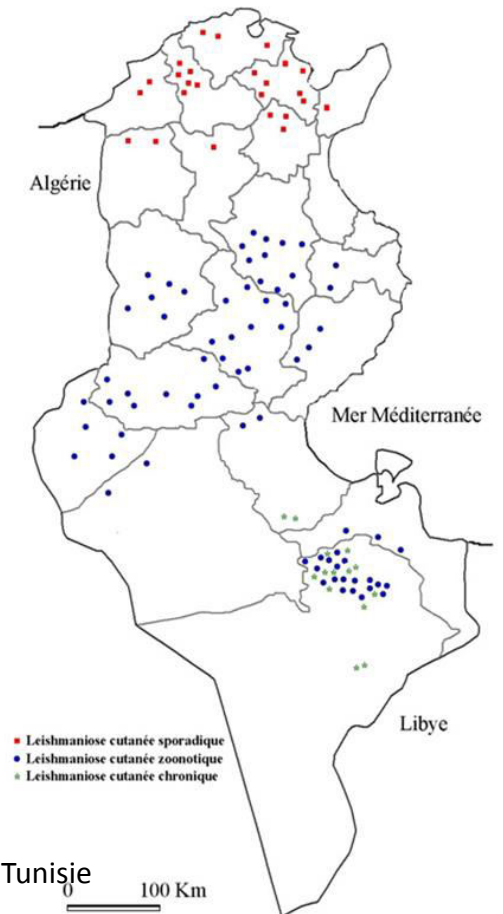 Algérie
Mer Méditerranée
Libye
Leishmaniose cutanée sporadique
Leishmaniose cutanée zoonotique
Leishmaniose cutanée chronique
Tunisie
0 100 Km